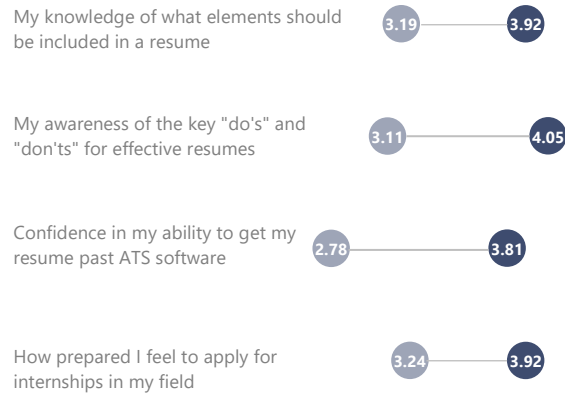 My knowledge of what elements should
be included in a resume
3.19 3.92
My awareness of the key "do's" and
"don'ts" for effective resumes
3.11 4.05
Confidence in my ability to get my
resume past ATS software
2.78 3.81
How prepared I feel to apply for
internships in my field
3.24 3.92